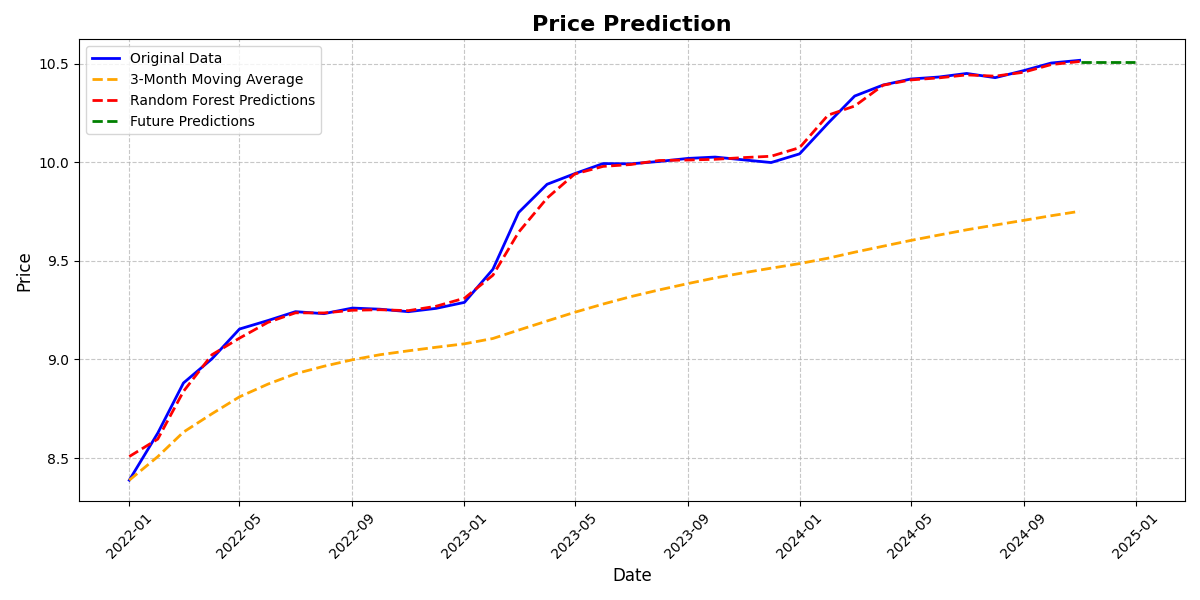 Price Prediction
Original Data
3-Month Moving Average
Random Forest Predictions
Future Predictions
10.5
10.0
9.5
9.0
8.5
Price
2022-01
2022-05
2022-09
2023-01
2023-05
2023-09
2024-01
2024-05
2024-09
2025-01
Date